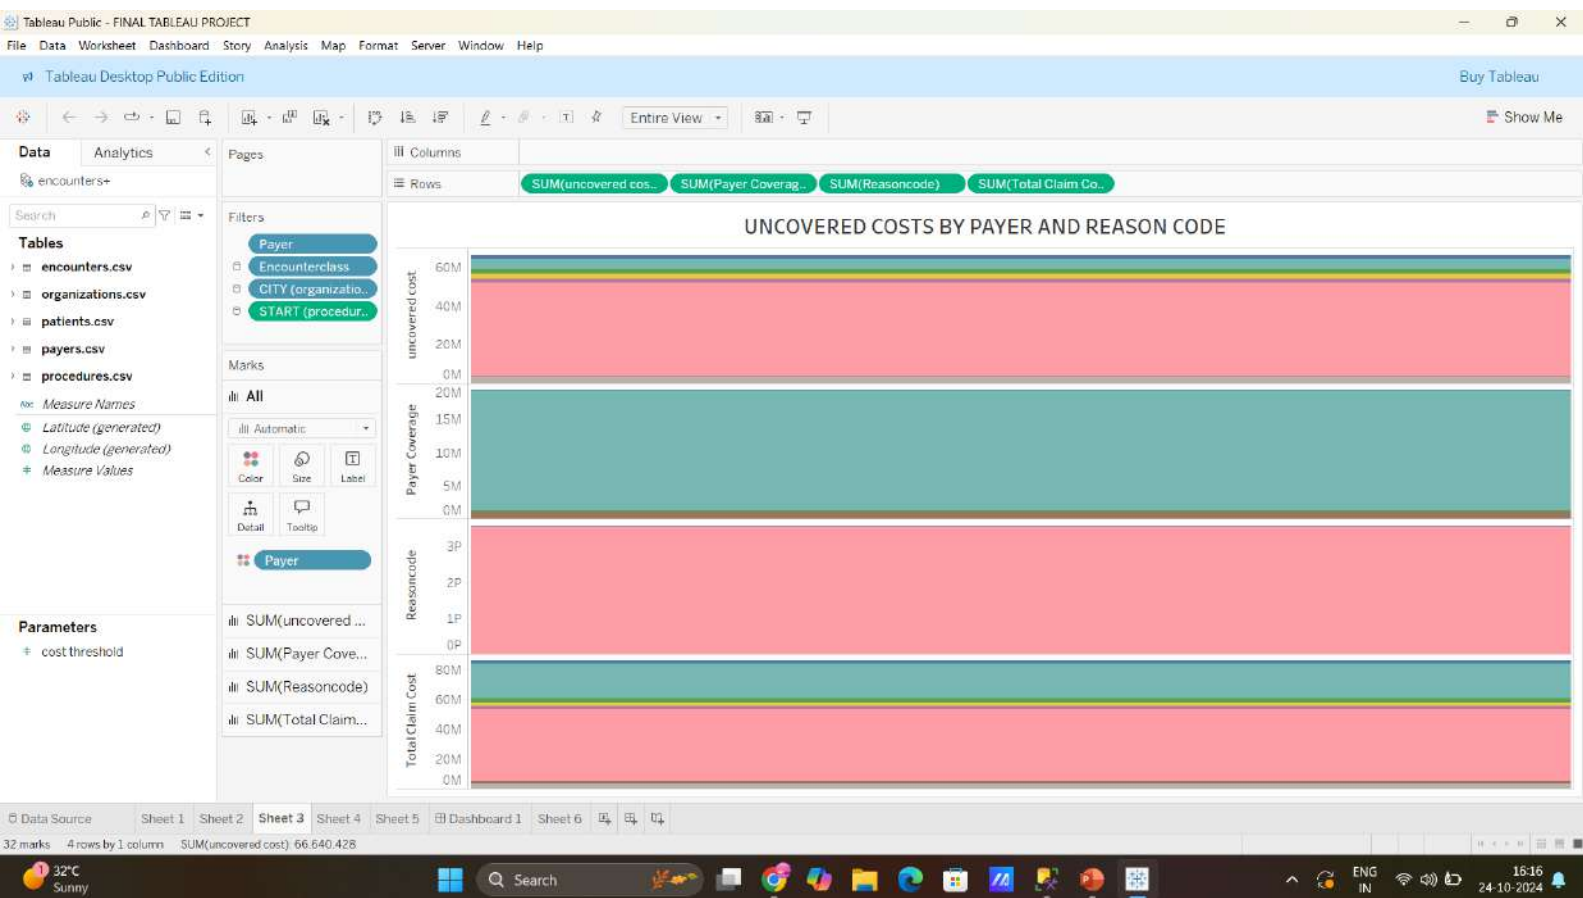 Tableau Public - FINAL TABLEAU PROJECT
File Data Worksheet Dashboard Story Analysis Map Format Server Window Help
Tableau Desktop Public Edition
Buy Tableau
Entire View
Show Me
Data
Analytics
encounters+
Search
Tables
encounters.csv
organizations.csv
patients.csv
payers.csv
procedures.csv
Abc Measure Names
Latitude (generated)
Longitude (generated)
Measure Values
Parameters
cost threshold
Pages
Filters
Payer
Encounterclass
CITY (organizatio..
START (procedur..
Marks
All
Automatic
Color Size Label
Detail Tooltip
Payer
SUM(uncovered ...
SUM(Payer Cove...
SUM(Reasoncode)
SUM(Total Claim...
Columns
Rows
SUM(uncovered cos.. SUM(Payer Coverag.. SUM(Reasoncode) SUM(Total Claim Co..
UNCOVERED COSTS BY PAYER AND REASON CODE
uncovered cost
60M
40M
20M
0M
Payer Coverage
20M
15M
10M
5M
0M
Reasoncode
3P
2P
1P
0P
Total Claim Cost
80M
60M
40M
20M
0M
Data Source Sheet 1 Sheet 2 Sheet 3 Sheet 4 Sheet 5 Dashboard 1 Sheet 6
32 marks 4 rows by 1 column SUM(uncovered cost): 66.640.428
1
32°C
Sunny
Search
ENG
IN
16:16
24-10-2024